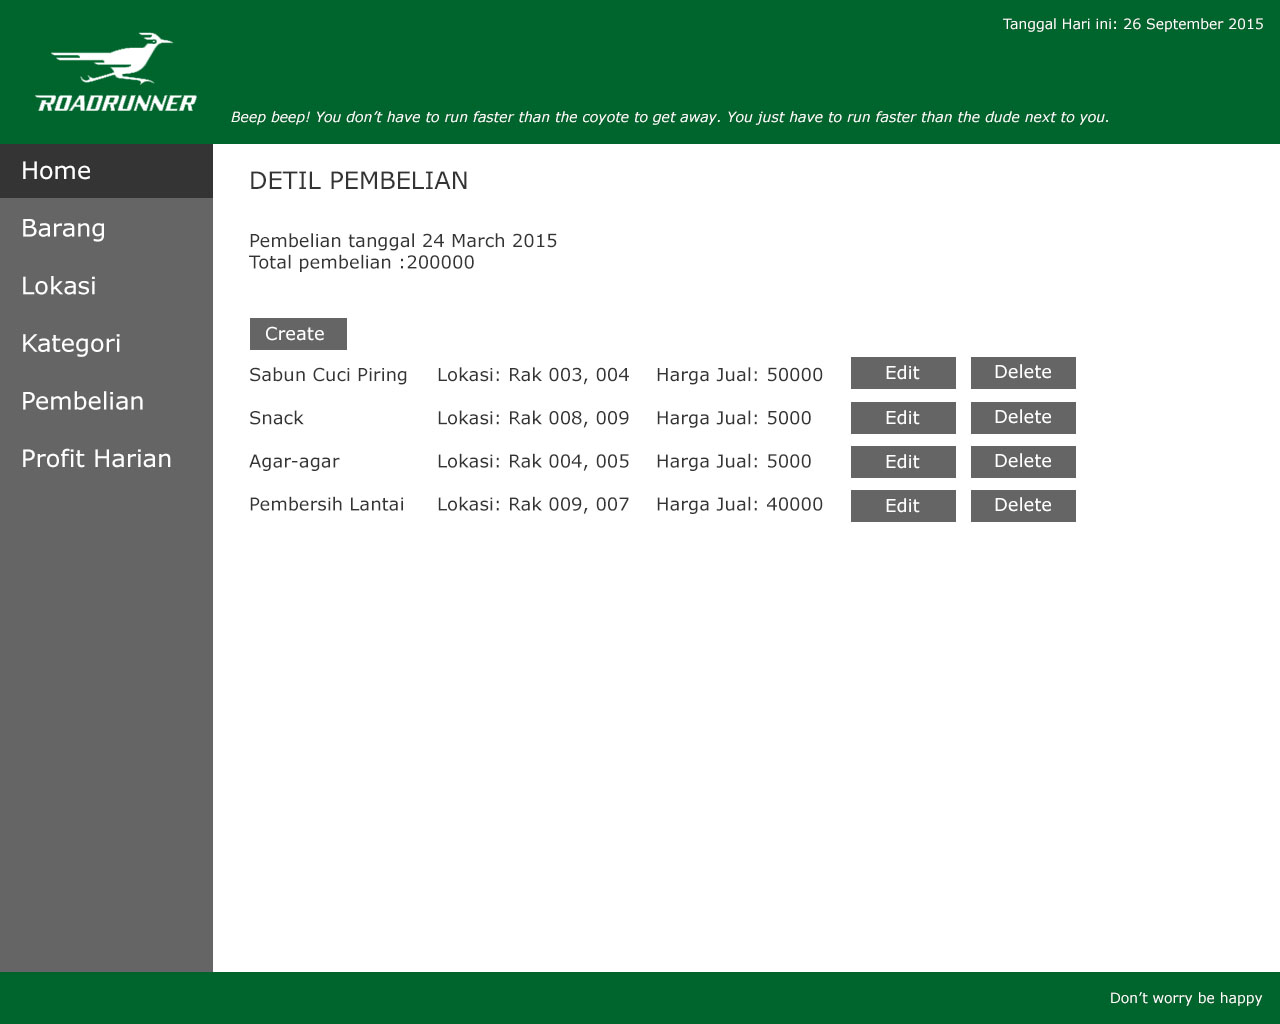 Tanggal Hari ini: 26 September 2015
ROADRUNNER
Beep beep! You don’t have to run faster than the coyote to get away. You just have to run faster than the dude next to you.
Home
Barang
Lokasi
Kategori
Pembelian
Profit Harian
DETIL PEMBELIAN
Pembelian tanggal 24 March 2015
Total pembelian :200000
Create
Sabun Cuci Piring Lokasi: Rak 003, 004 Harga Jual: 50000 Edit Delete
Snack Lokasi: Rak 008, 009 Harga Jual: 5000 Edit Delete
Agar-agar Lokasi: Rak 004, 005 Harga Jual: 5000 Edit Delete
Pembersih Lantai Lokasi: Rak 009, 007 Harga Jual: 40000 Edit Delete
Don’t worry be happy